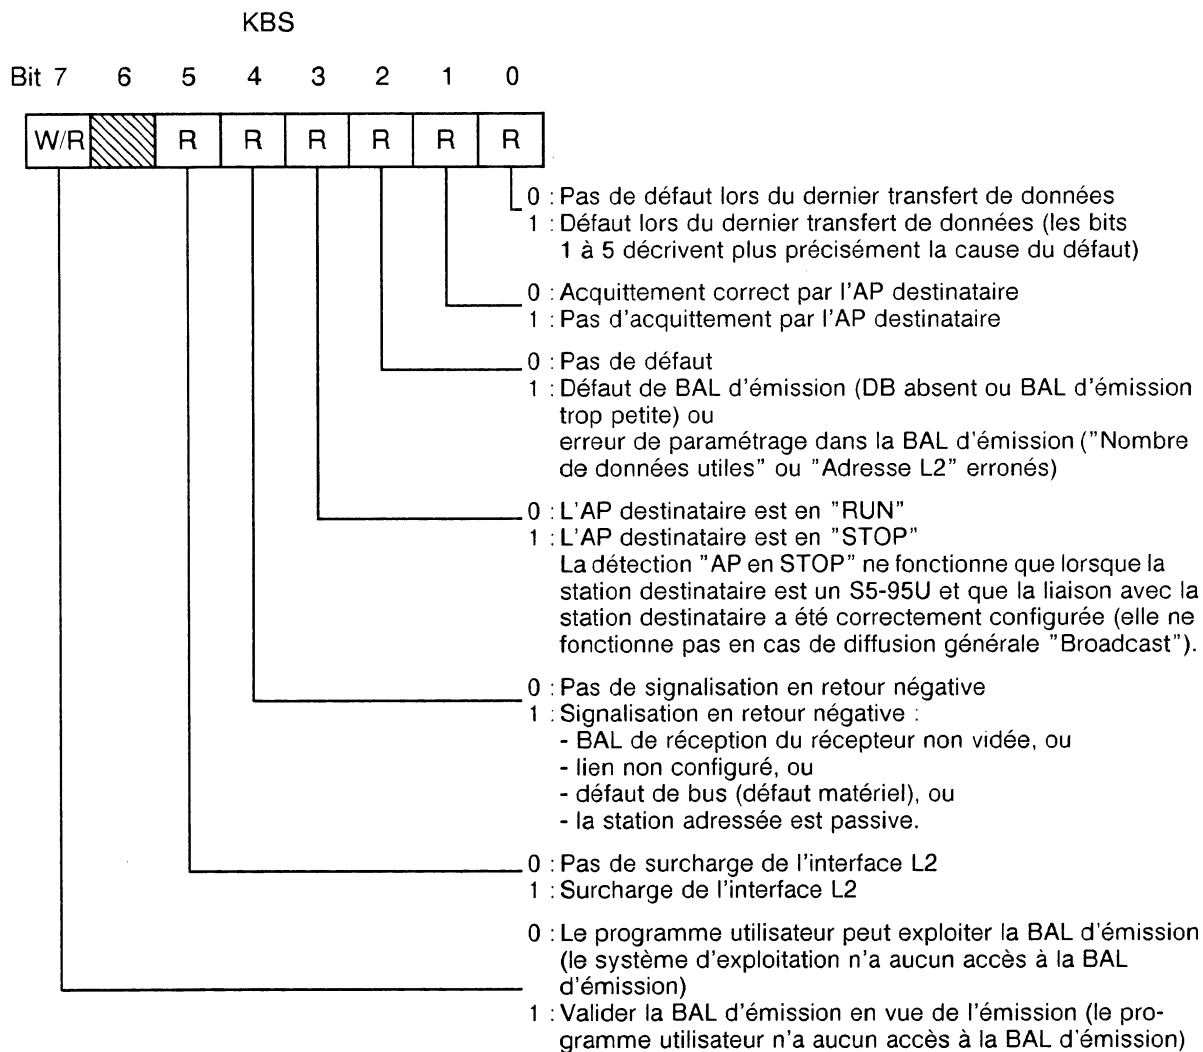 KBS
Bit 7 6 5 4 3 2 1 0
W/R R R R R R R
0 : Pas de défaut lors du dernier transfert de données
1 : Défaut lors du dernier transfert de données (les bits
1 à 5 décrivent plus précisément la cause du défaut)
0 : Acquittement correct par l'AP destinataire
1 : Pas d'acquittement par l'AP destinataire
0 : Pas de défaut
1 : Défaut de BAL d'émission (DB absent ou BAL d'émission
trop petite) ou
erreur de paramétrage dans la BAL d'émission ("Nombre
de données utiles" ou "Adresse L2" erronés)
0 : L'AP destinataire est en "RUN"
1 : L'AP destinataire est en "STOP"
La détection "AP en STOP" ne fonctionne que lorsque la
station destinataire est un S5-95U et que la liaison avec la
station destinataire a été correctement configurée (elle ne
fonctionne pas en cas de diffusion générale "Broadcast").
0 : Pas de signalisation en retour négative
1 : Signalisation en retour négative :
- BAL de réception du récepteur non vidée, ou
- lien non configuré, ou
- défaut de bus (défaut matériel), ou
- la station adressée est passive.
0 : Pas de surcharge de l'interface L2
1 : Surcharge de l'interface L2
0 : Le programme utilisateur peut exploiter la BAL d'émission
(le système d'exploitation n'a aucun accès à la BAL
d'émission)
1 : Valider la BAL d'émission en vue de l'émission (le pro-
gramme utilisateur n'a aucun accès à la BAL d'émission)